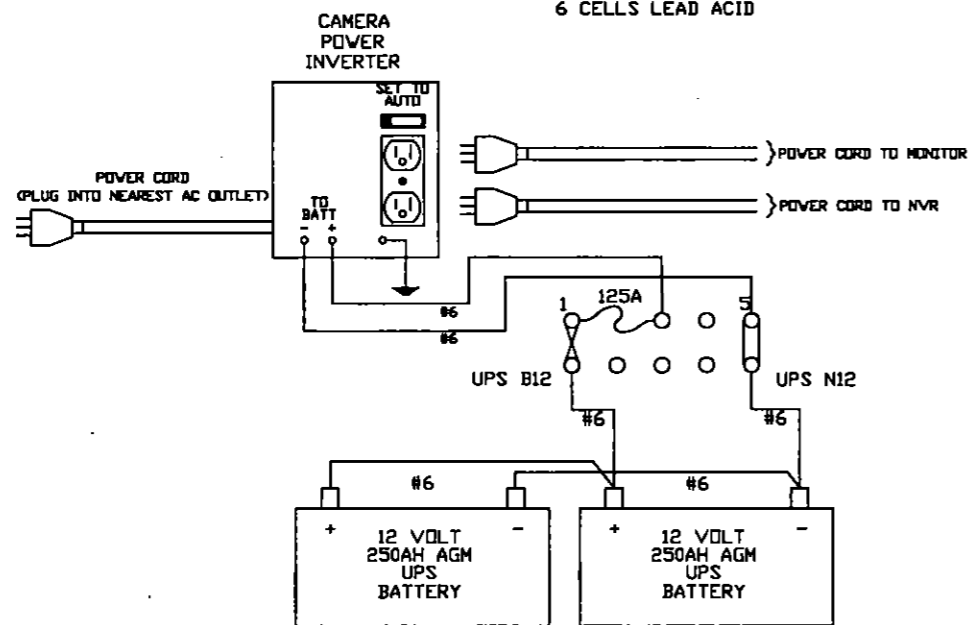 6 CELLS LEAD ACID
CAMERA
POWER
INVERTER
SET TO
AUTO
POWER CORD
(PLUG INTO NEAREST AC OUTLET)
TO
BATT
- +
}POWER CORD TO MONITOR
}POWER CORD TO NVR
#6
#6
1 125A 5
UPS B12
UPS N12
#6
#6
#6
#6
+ -
12 VOLT
250AH AGM
UPS
BATTERY
+ -
12 VOLT
250AH AGM
UPS
BATTERY